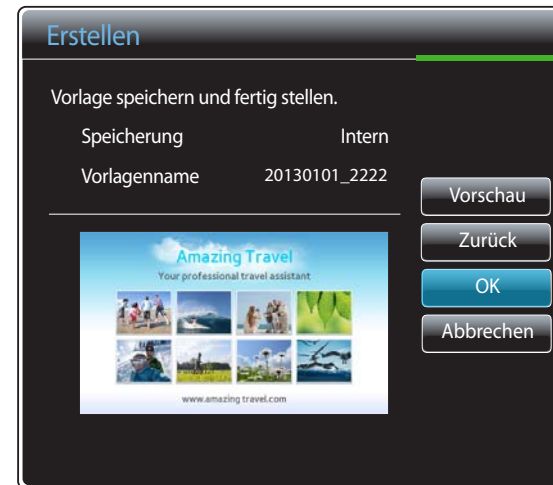 Erstellen
Vorlage speichern und fertig stellen.
Speicherung Intern
Vorlagenname 20130101_2222
Vorschau
Zurück
OK
Abbrechen
Amazing Travel
Your professional travel assistant
www.amazing travel.com